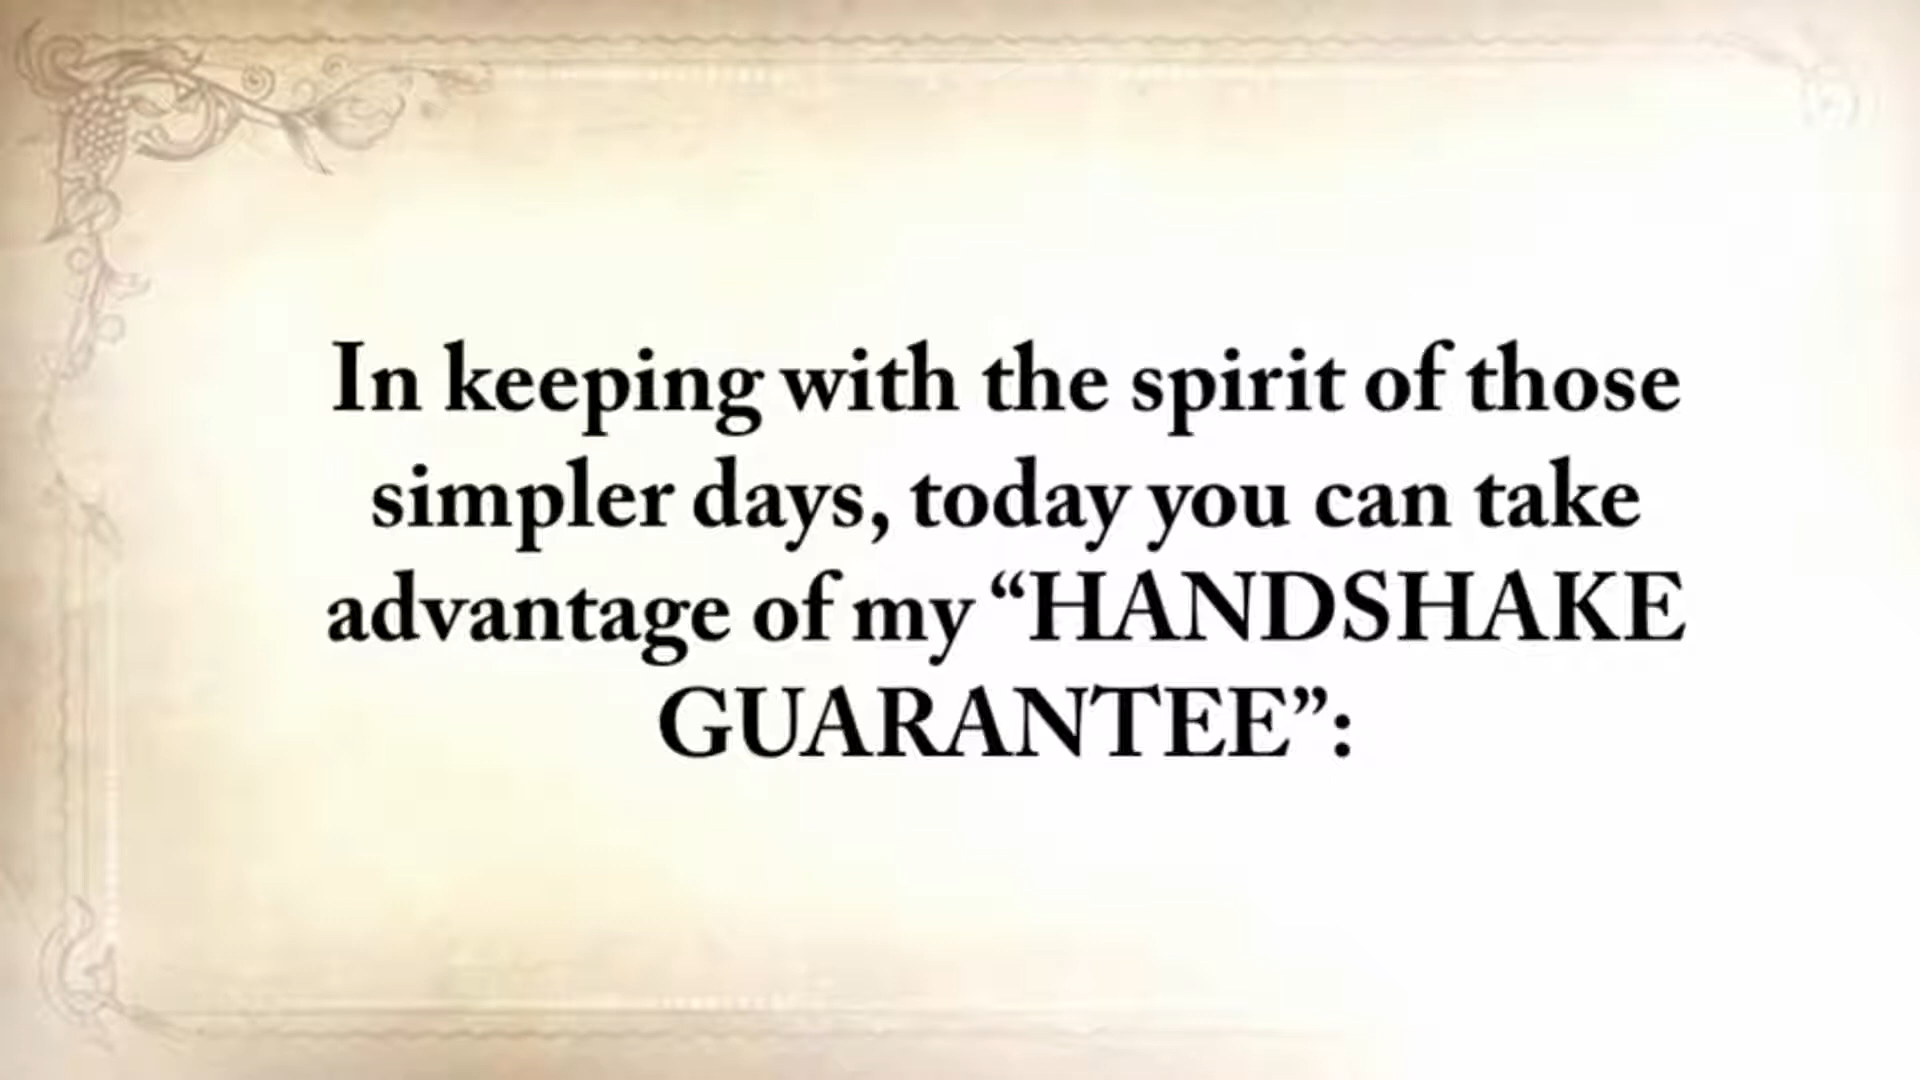 In keeping with the spirit of those
simpler days, today you can take
advantage of my “HANDSHAKE
GUARANTEE”: